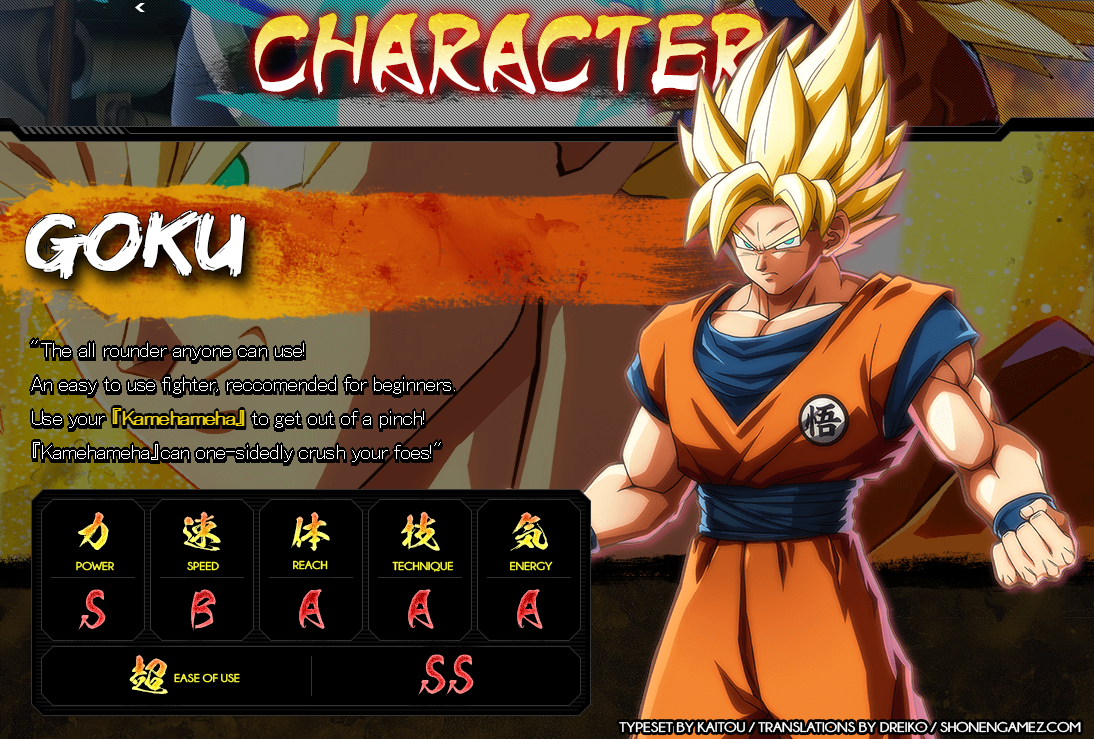 CHARACTER
GOKU
"The all rounder anyone can use!
An easy to use fighter, reccomended for beginners.
Use your 『Kamehameha』 to get out of a pinch!
『Kamehameha』can one-sidedly crush your foes!"
悟
力 速 体 技 気
POWER SPEED REACH TECHNIQUE ENERGY
S B A A A
超 EASE OF USE SS
TYPESET BY KAITOU / TRANSLATIONS BY DREIKO / SHONENGAMEZ.COM